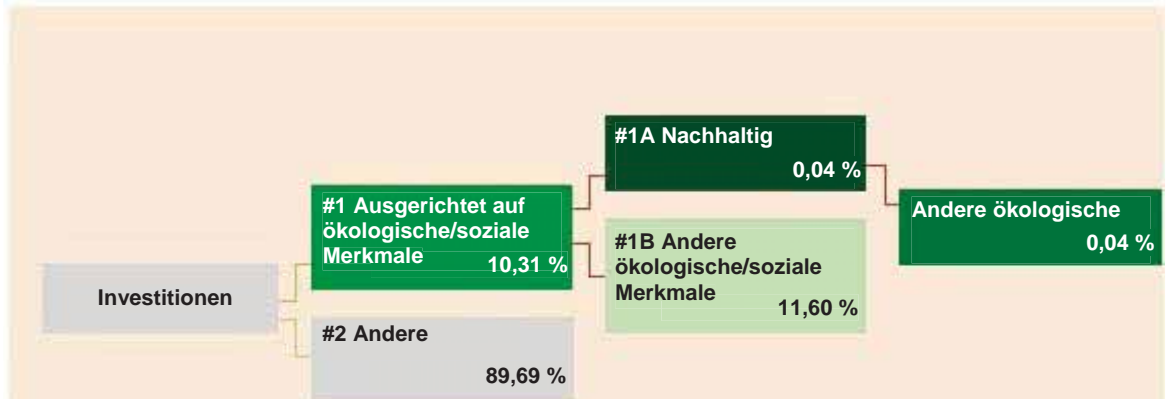 Investitionen
#1 Ausgerichtet auf
ökologische/soziale
Merkmale
10,31 %
#2 Andere
89,69 %
#1A Nachhaltig
0,04 %
#1B Andere
ökologische/soziale
Merkmale
11,60 %
Andere ökologische
0,04 %